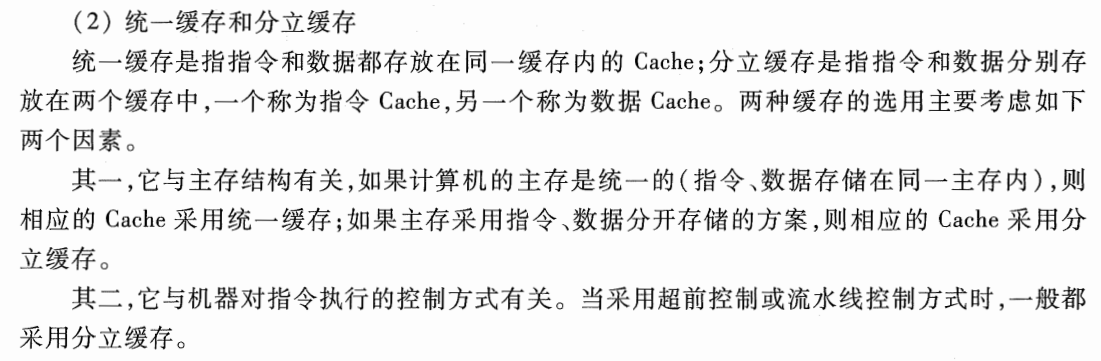 (2) 统一缓存和分立缓存
统一缓存是指指令和数据都存放在同一缓存内的 Cache;分立缓存是指指令和数据分别存
放在两个缓存中,一个称为指令 Cache,另一个称为数据 Cache。两种缓存的选用主要考虑如下
两个因素。
其一,它与主存结构有关,如果计算机的主存是统一的(指令、数据存储在同一主存内),则
相应的 Cache 采用统一缓存;如果主存采用指令、数据分开存储的方案,则相应的 Cache 采用分
立缓存。
其二,它与机器对指令执行的控制方式有关。当采用超前控制或流水线控制方式时,一般都
采用分立缓存。